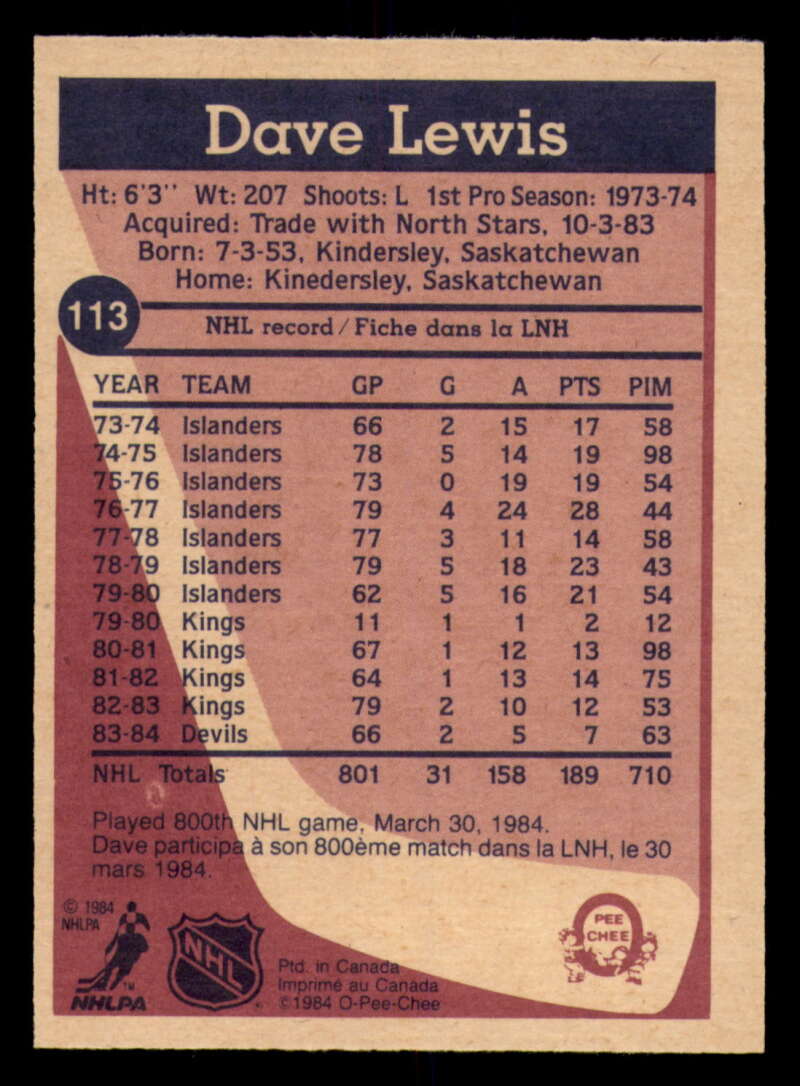 Dave Lewis
Ht: 6'3" Wt: 207 Shoots: L 1st Pro Season: 1973-74
Acquired: Trade with North Stars, 10-3-83
Born: 7-3-53, Kindersley, Saskatchewan
Home: Kinedersley, Saskatchewan
113
NHL record / Fiche dans la LNH
YEAR TEAM GP G A PTS PIM
73-74 Islanders 66 2 15 17 58
74-75 Islanders 78 5 14 19 98
75-76 Islanders 73 0 19 19 54
76-77 Islanders 79 4 24 28 44
77-78 Islanders 77 3 11 14 58
78-79 Islanders 79 5 18 23 43
79-80 Islanders 62 5 16 21 54
79-80 Kings 11 1 1 2 12
80-81 Kings 67 1 12 13 98
81-82 Kings 64 1 13 14 75
82-83 Kings 79 2 10 12 53
83-84 Devils 66 2 5 7 63
NHL Totals 801 31 158 189 710
Played 800th NHL game, March 30, 1984.
Dave participa à son 800ème match dans la LNH, le 30
mars 1984.
© 1984
NHLPA
TM
NHLPA
NHL
Ptd. in Canada
Imprimé au Canada
©1984 O-Pee-Chee
PEE
CHEE